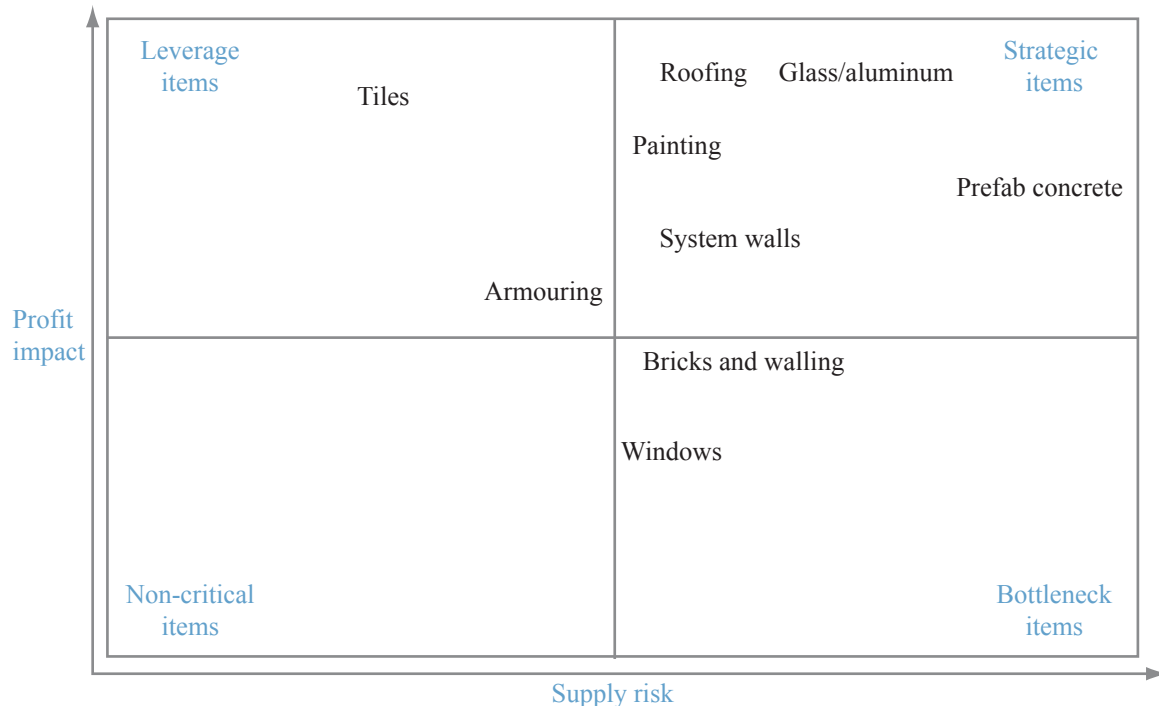 Leverage
items
Strategic
items
Roofing
Glass/aluminum
Tiles
Painting
Prefab concrete
System walls
Armouring
Profit
impact
Bricks and walling
Windows
Non-critical
items
Bottleneck
items
Supply risk